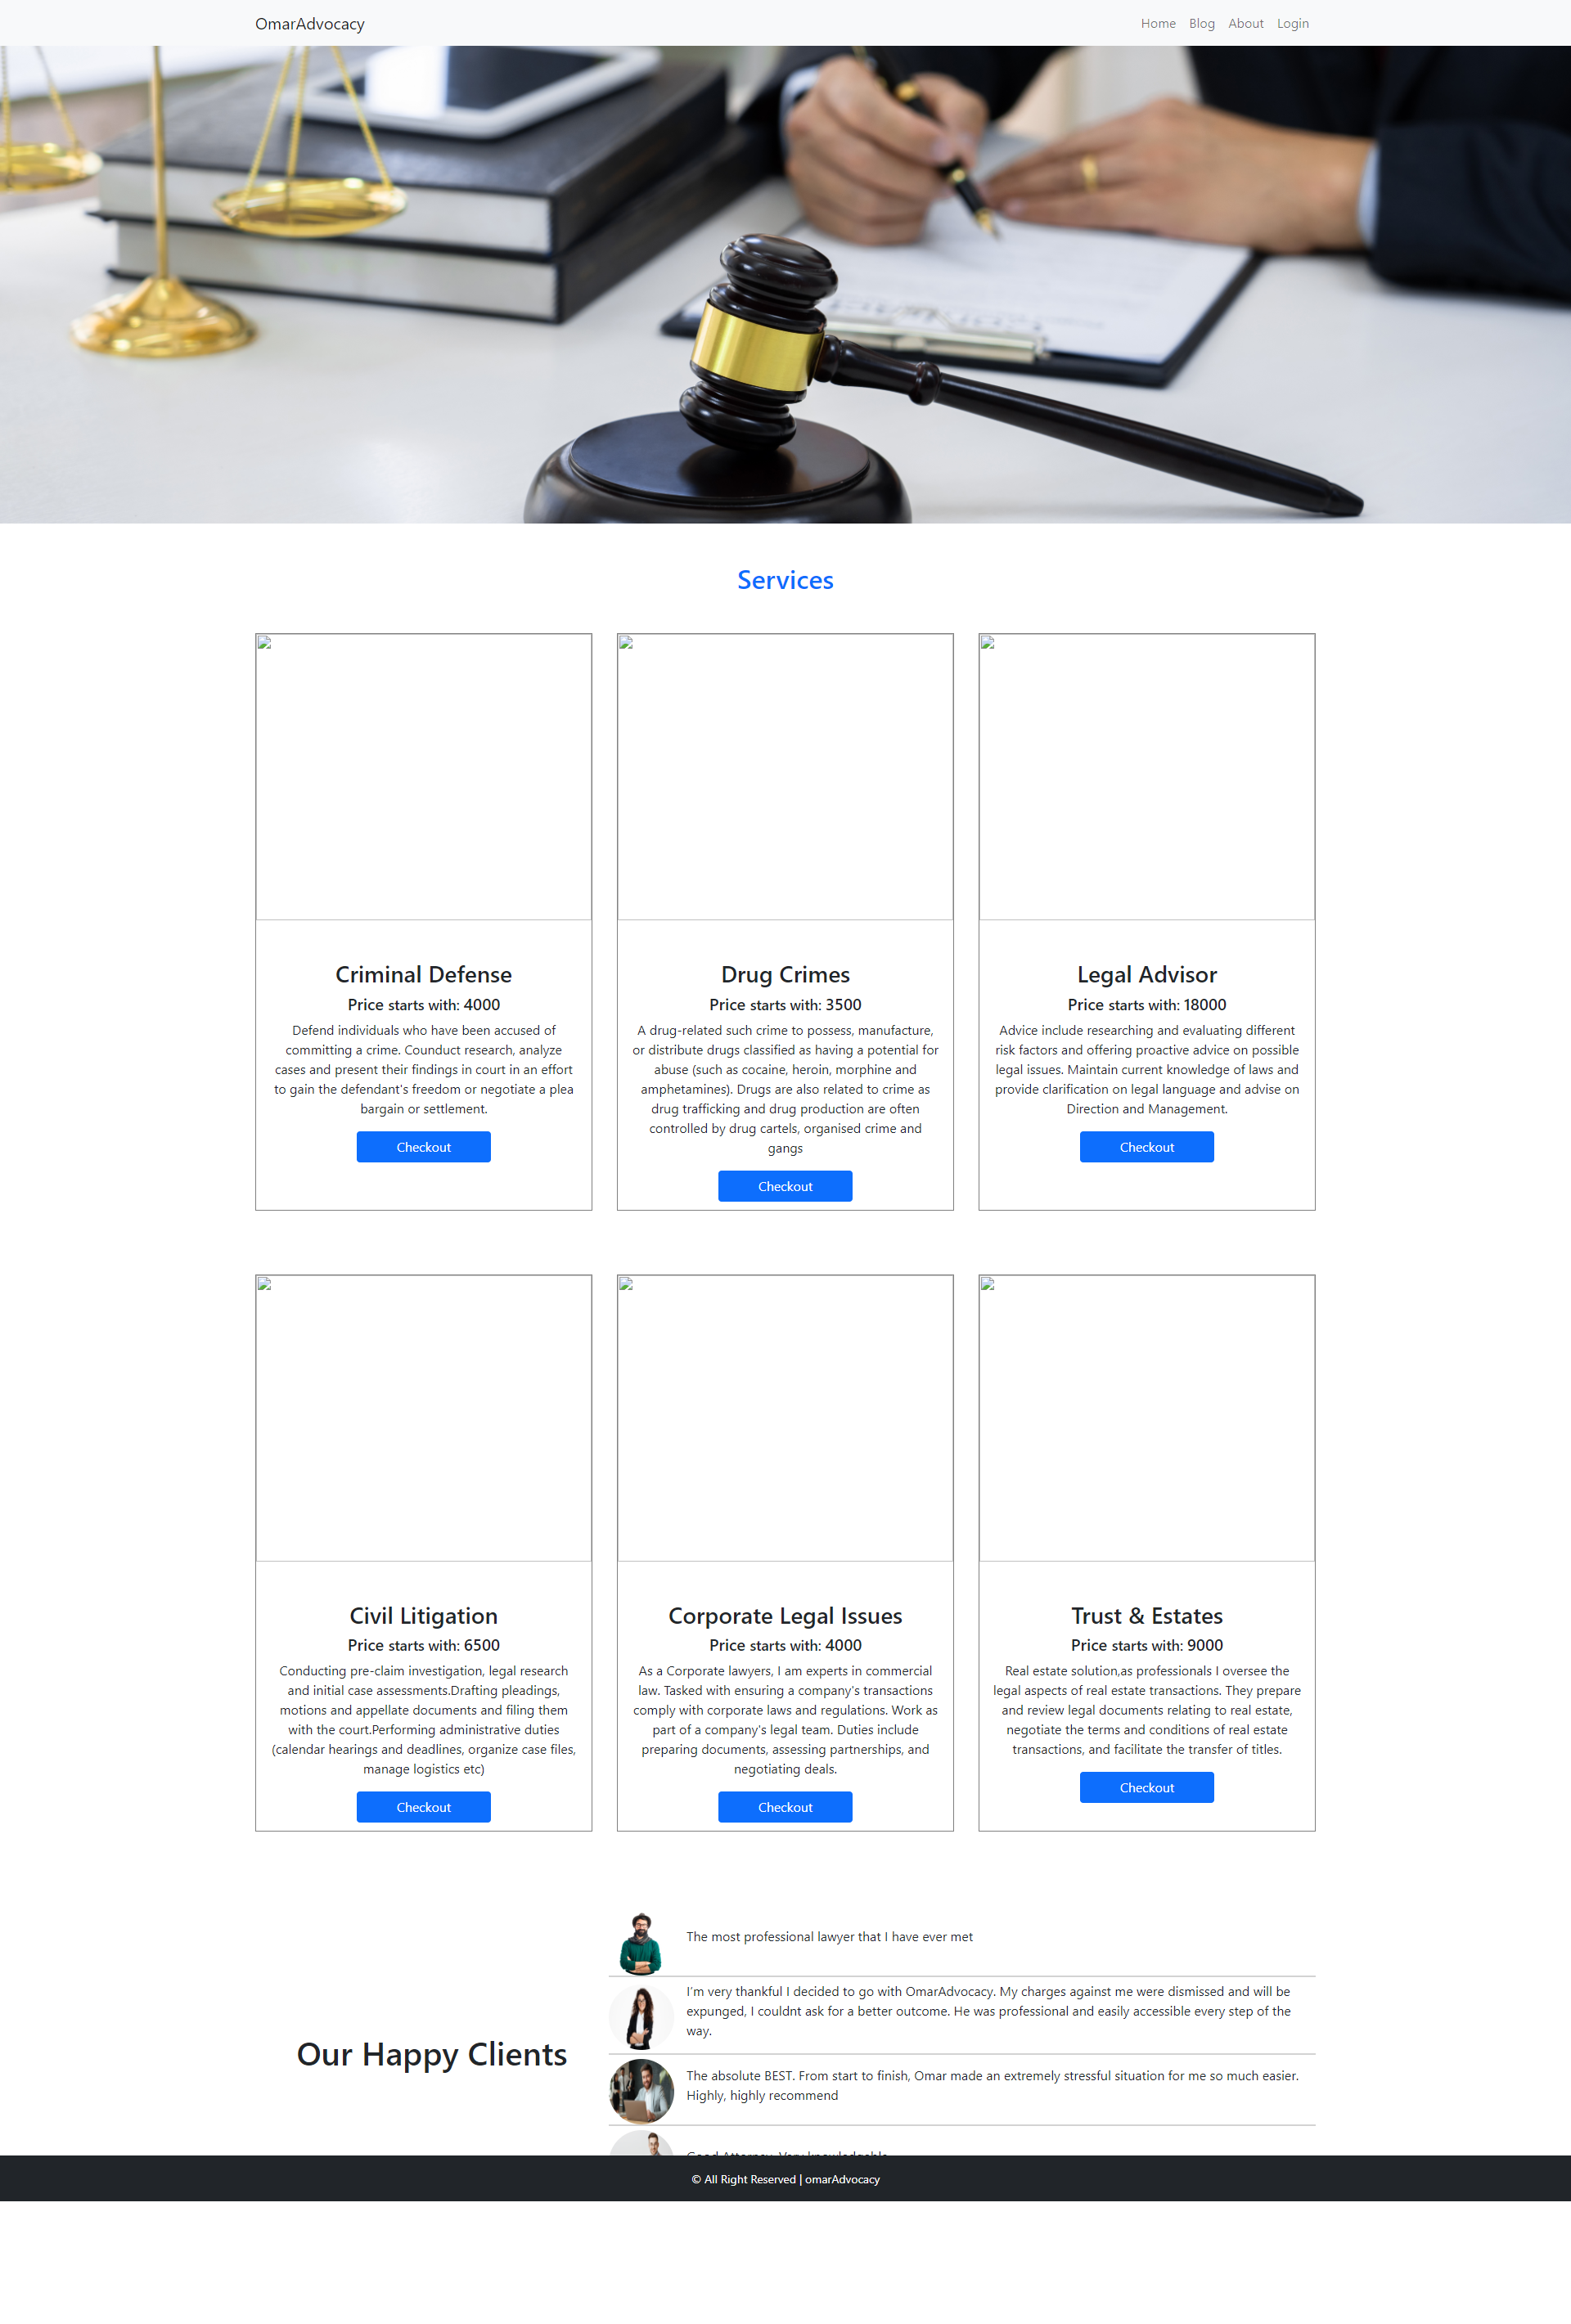 OmarAdvocacy
Home Blog About Login
Services
Criminal Defense
Price starts with: 4000
Defend individuals who have been accused of
committing a crime. Counduct research, analyze
cases and present their findings in court in an effort
to gain the defendant's freedom or negotiate a plea
bargain or settlement.
Checkout
Drug Crimes
Price starts with: 3500
A drug-related such crime to possess, manufacture,
or distribute drugs classified as having a potential for
abuse (such as cocaine, heroin, morphine and
amphetamines). Drugs are also related to crime as
drug trafficking and drug production are often
controlled by drug cartels, organised crime and
gangs
Checkout
Legal Advisor
Price starts with: 18000
Advice include researching and evaluating different
risk factors and offering proactive advice on possible
legal issues. Maintain current knowledge of laws and
provide clarification on legal language and advise on
Direction and Management.
Checkout
Civil Litigation
Price starts with: 6500
Conducting pre-claim investigation, legal research
and initial case assessments.Drafting pleadings,
motions and appellate documents and filing them
with the court.Performing administrative duties
(calendar hearings and deadlines, organize case files,
manage logistics etc)
Checkout
Corporate Legal Issues
Price starts with: 4000
As a Corporate lawyers, I am experts in commercial
law. Tasked with ensuring a company's transactions
comply with corporate laws and regulations. Work as
part of a company's legal team. Duties include
preparing documents, assessing partnerships, and
negotiating deals.
Checkout
Trust & Estates
Price starts with: 9000
Real estate solution,as professionals I oversee the
legal aspects of real estate transactions. They prepare
and review legal documents relating to real estate,
negotiate the terms and conditions of real estate
transactions, and facilitate the transfer of titles.
Checkout
Our Happy Clients
The most professional lawyer that I have ever met
I'm very thankful I decided to go with OmarAdvocacy. My charges against me were dismissed and will be
expunged, I couldnt ask for a better outcome. He was professional and easily accessible every step of the
way.
The absolute BEST. From start to finish, Omar made an extremely stressful situation for me so much easier.
Highly, highly recommend
© All Right Reserved | omarAdvocacy